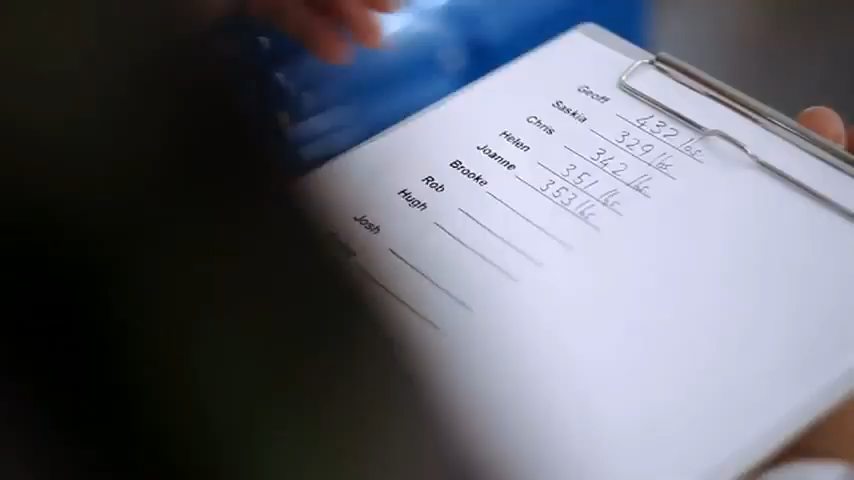 Geoff 432 lbs
Saskia 329 lbs
Chris 342 lbs
Helen 351 lbs
Joanne 353 lbs
Brooke
Rob
Hugh
Josh